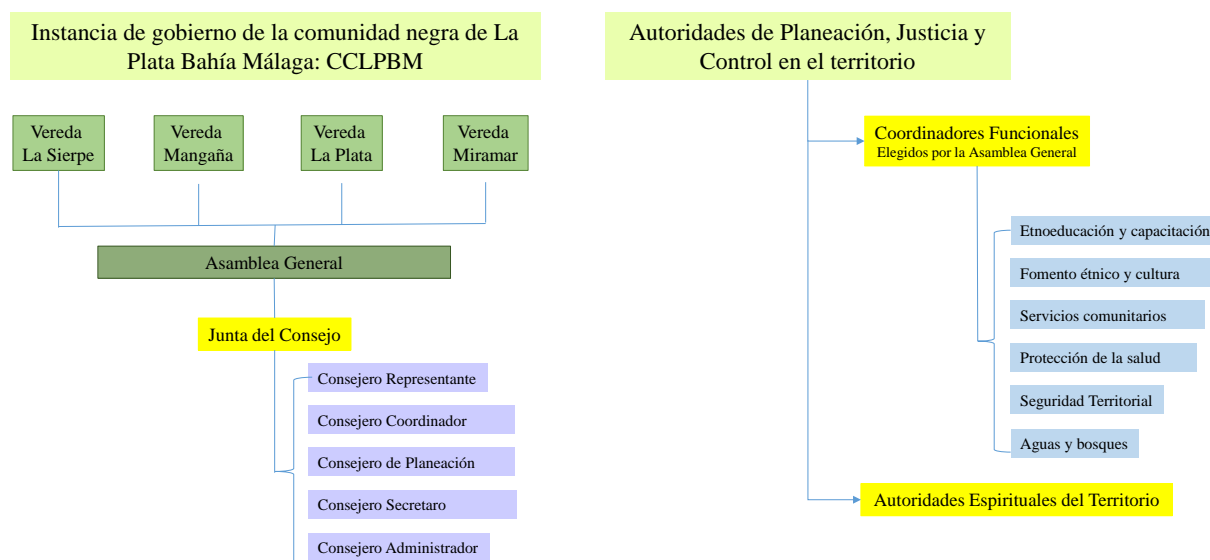 Instancia de gobierno de la comunidad negra de La
Plata Bahía Málaga: CCLPBM
Vereda
La Sierpe
Vereda
Mangaña
Vereda
La Plata
Vereda
Miramar
Asamblea General
Junta del Consejo
Consejero Representante
Consejero Coordinador
Consejero de Planeación
Consejero Secretaro
Consejero Administrador
Autoridades de Planeación, Justicia y
Control en el territorio
Coordinadores Funcionales
Elegidos por la Asamblea General
Etnoeducación y capacitación
Fomento étnico y cultura
Servicios comunitarios
Protección de la salud
Seguridad Territorial
Aguas y bosques
Autoridades Espirituales del Territorio